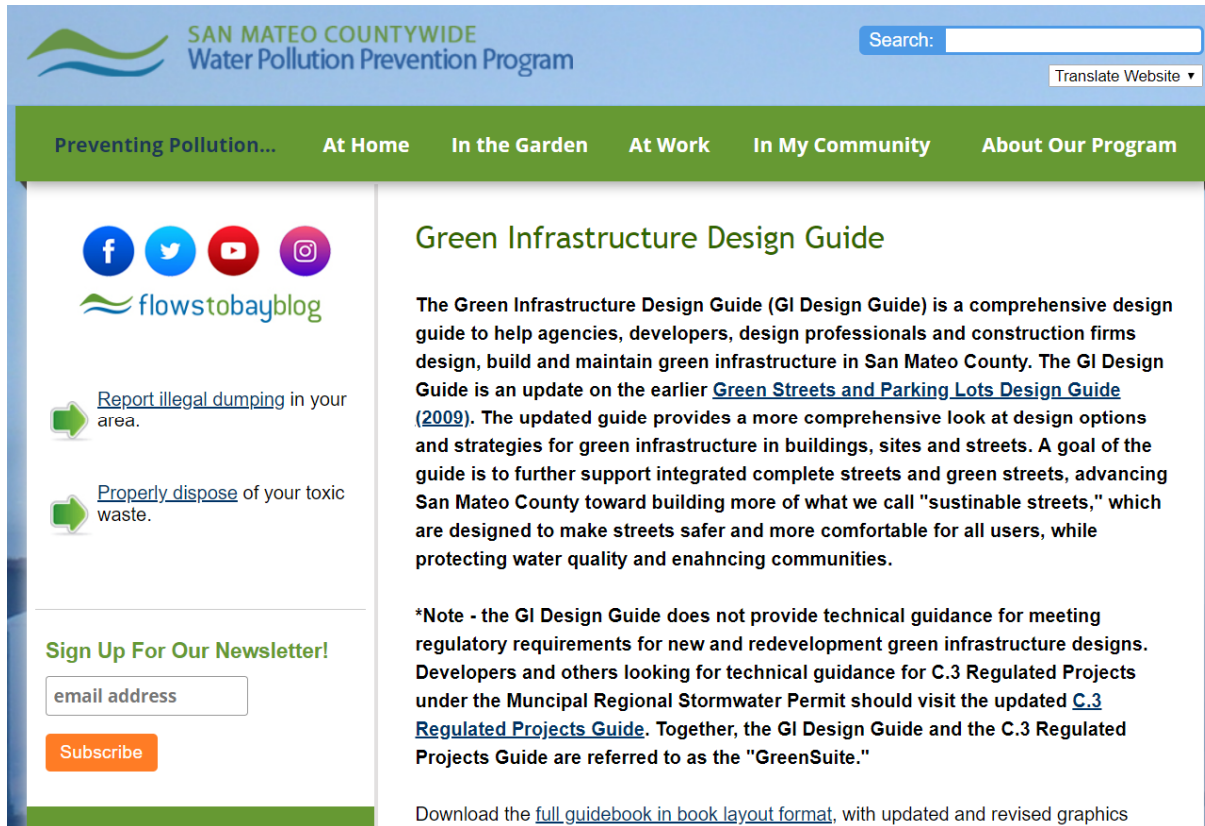 SAN MATEO COUNTYWIDE
Water Pollution Prevention Program
Search:
Translate Website
Preventing Pollution... At Home In the Garden At Work In My Community About Our Program
flowstobayblog
Report illegal dumping in your
area.
Properly dispose of your toxic
waste.
Sign Up For Our Newsletter!
email address
Subscribe
Green Infrastructure Design Guide
The Green Infrastructure Design Guide (GI Design Guide) is a comprehensive design
guide to help agencies, developers, design professionals and construction firms
design, build and maintain green infrastructure in San Mateo County. The GI Design
Guide is an update on the earlier Green Streets and Parking Lots Design Guide
(2009). The updated guide provides a more comprehensive look at design options
and strategies for green infrastructure in buildings, sites and streets. A goal of the
guide is to further support integrated complete streets and green streets, advancing
San Mateo County toward building more of what we call "sustinable streets," which
are designed to make streets safer and more comfortable for all users, while
protecting water quality and enahncing communities.
*Note - the GI Design Guide does not provide technical guidance for meeting
regulatory requirements for new and redevelopment green infrastructure designs.
Developers and others looking for technical guidance for C.3 Regulated Projects
under the Muncipal Regional Stormwater Permit should visit the updated C.3
Regulated Projects Guide. Together, the GI Design Guide and the C.3 Regulated
Projects Guide are referred to as the "GreenSuite."
Download the full guidebook in book layout format, with updated and revised graphics